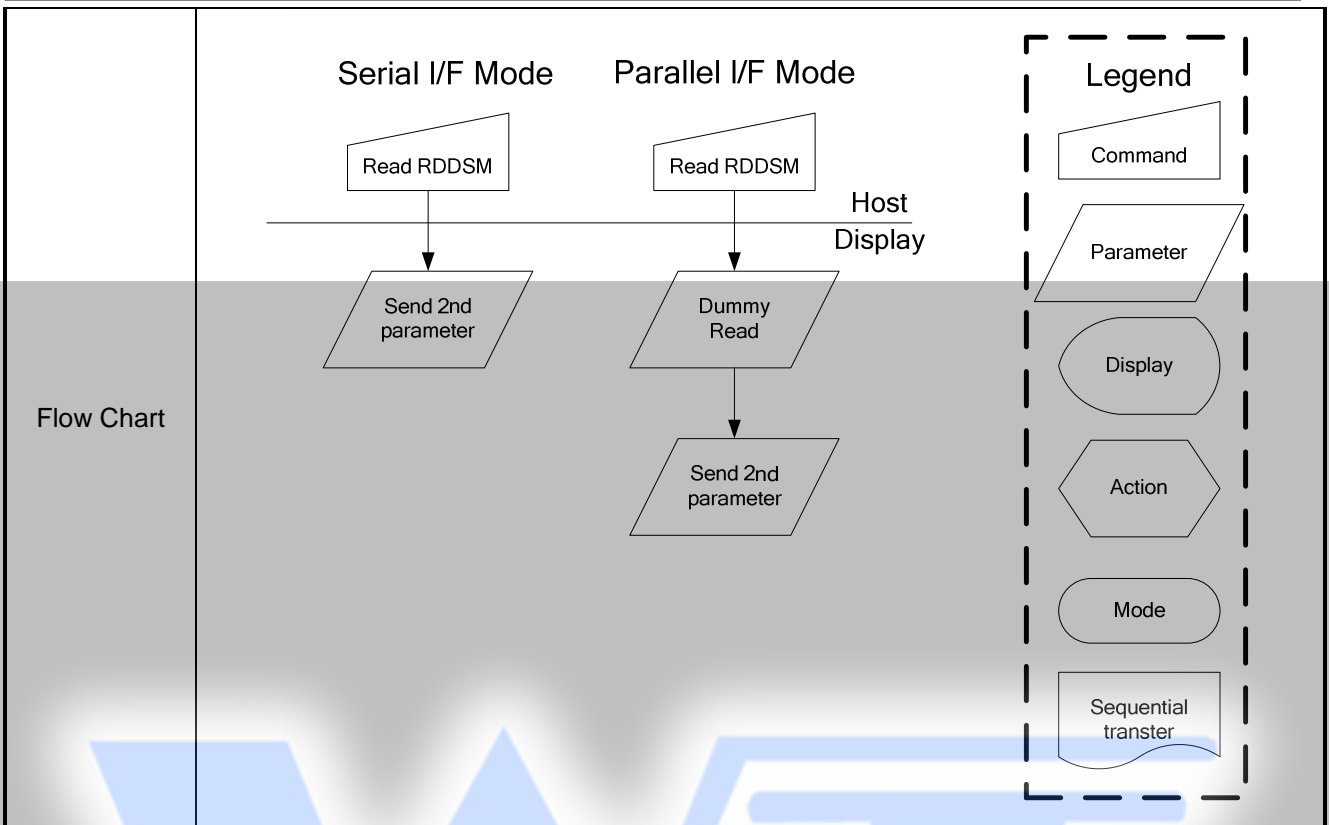 Flow Chart
Serial I/F Mode
Read RDDSM
Send 2nd
parameter
Parallel I/F Mode
Read RDDSM
Host
Display
Dummy
Read
Send 2nd
parameter
Legend
Command
Parameter
Display
Action
Mode
Sequential
transter